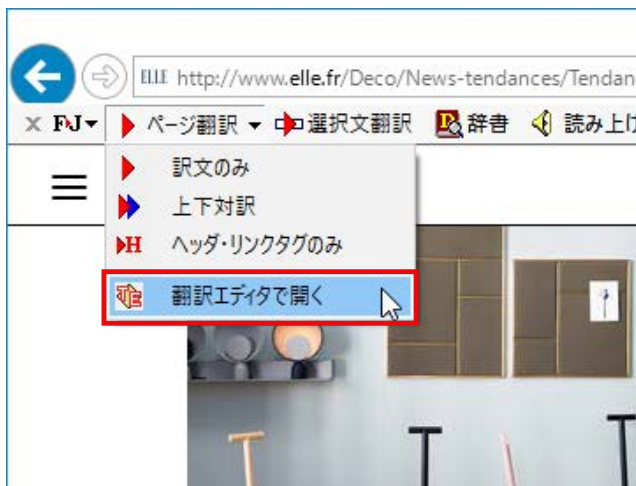 ELLE http://www.elle.fr/Deco/News-tendances/Tendan
× FJ▼ ページ翻訳 ▼ 選択文翻訳 辞書 読み上げ
訳文のみ
上下対訳
H ヘッダ・リンクタグのみ
翻訳エディタで開く